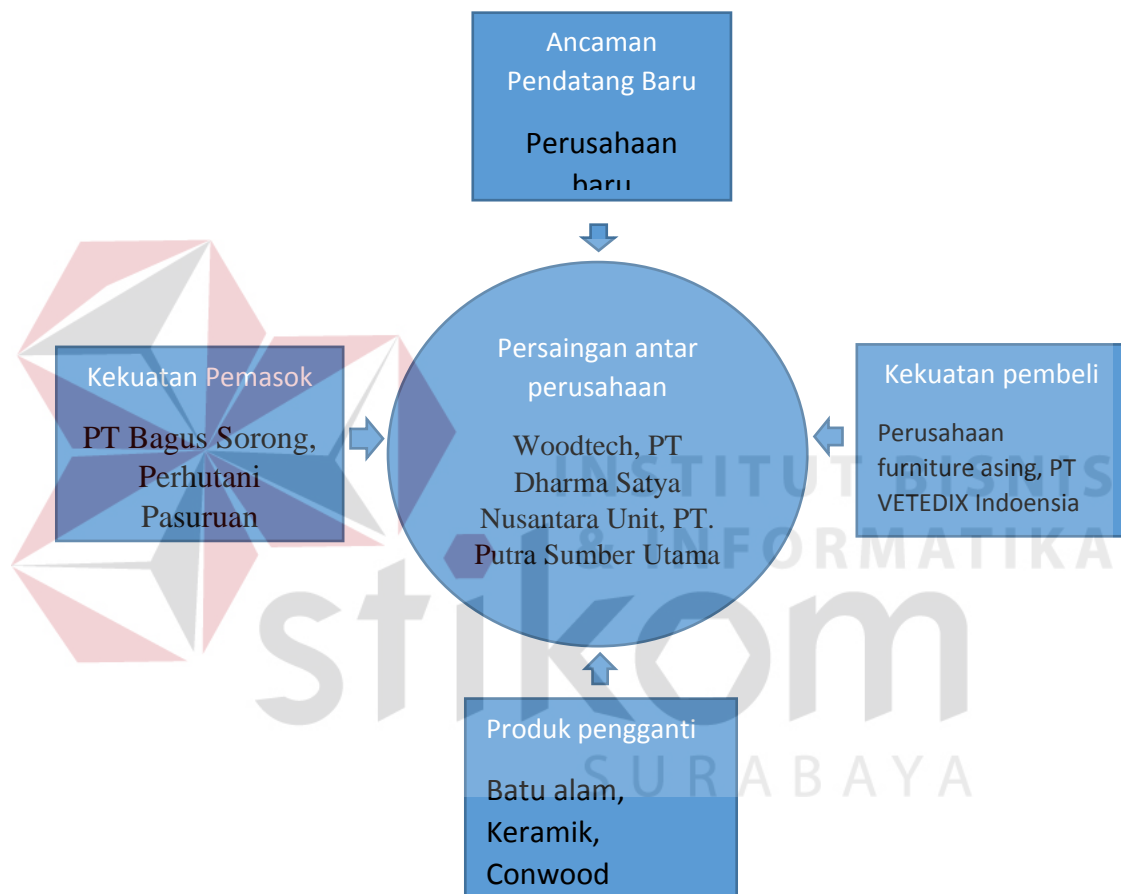 Ancaman
Pendatang Baru
Perusahaan
baru
Kekuatan Pemasok
PT Bagus Sorong,
Perhutani
Pasuruan
Persaingan antar
perusahaan
Woodtech, PT
Dharma Satya
Nusantara Unit, PT.
Putra Sumber Utama
Kekuatan pembeli
Perusahaan
furniture asing, PT
VETEDIX Indoensia
Produk pengganti
Batu alam,
Keramik,
Conwood
INSTITUT BISNIS
& INFORMATIKA
stikom
SURABAYA